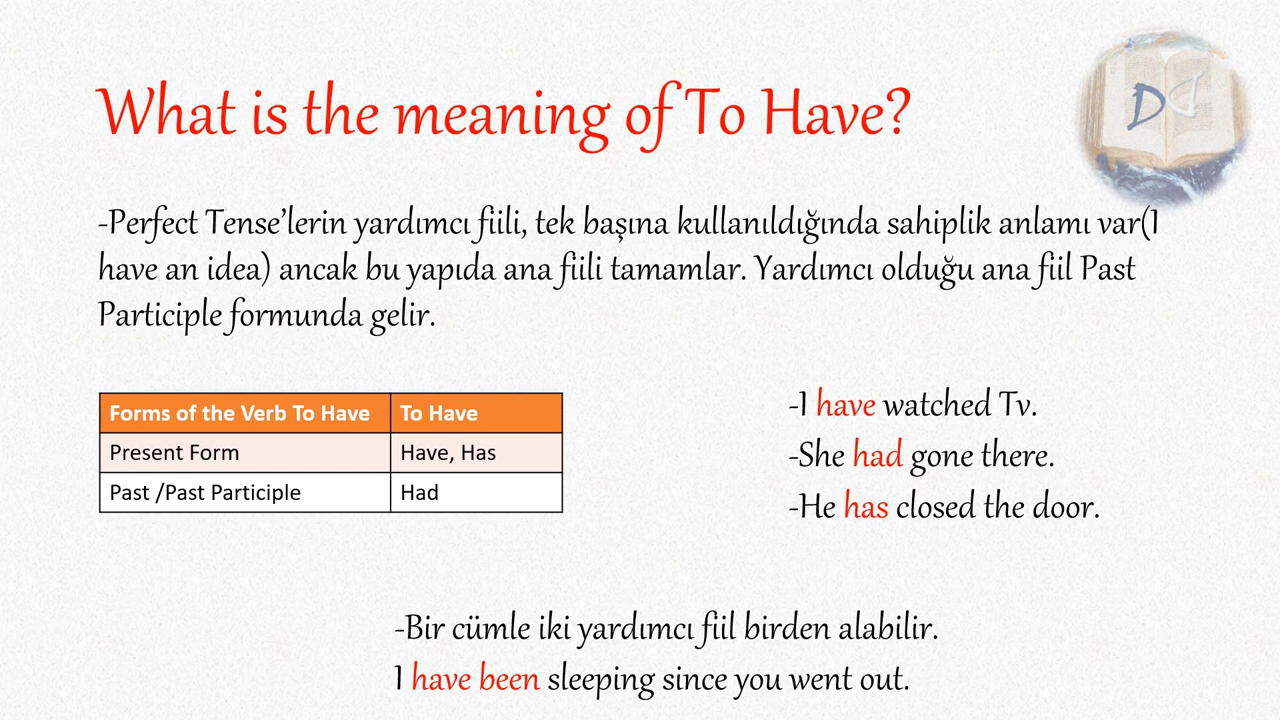 What is the meaning of To Have?
DC
-Perfect Tense’lerin yardımcı fiili, tek başına kullanıldığında sahiplik anlamı var(I
have an idea) ancak bu yapıda ana fiili tamamlar. Yardımcı olduğu ana fiil Past
Participle formunda gelir.
Forms of the Verb To Have To Have
Present Form Have, Has
Past /Past Participle Had
-I have watched Tv.
-She had gone there.
-He has closed the door.
-Bir cümle iki yardımcı fiil birden alabilir.
I have been sleeping since you went out.